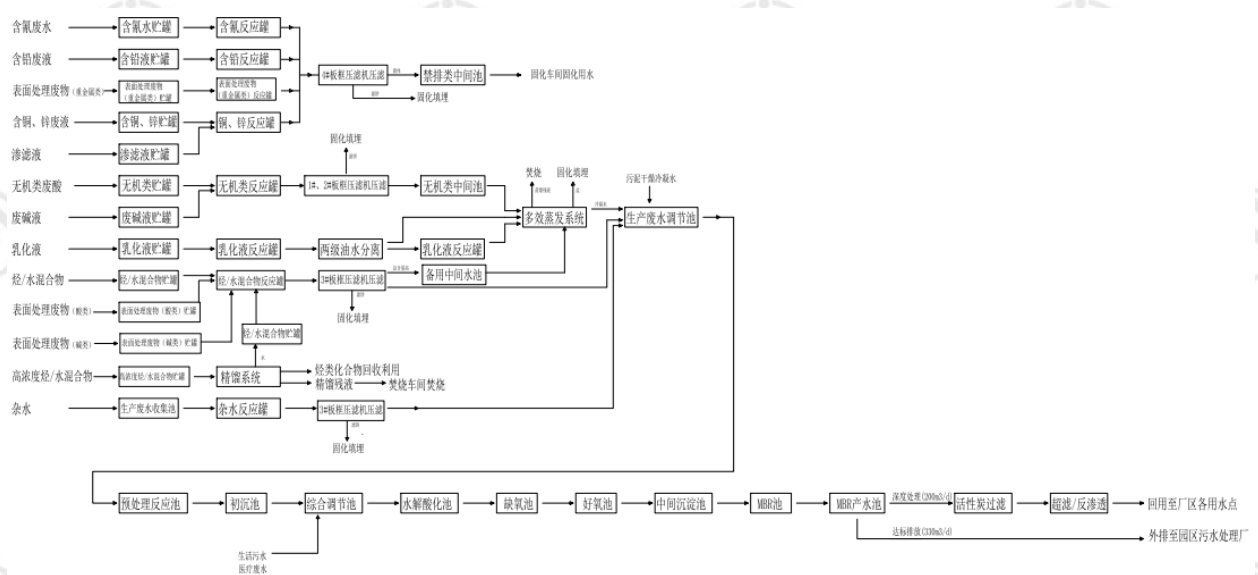 含氰废水
含氰水贮罐
含氰反应罐
含铅废液
含铅液贮罐
含铅反应罐
4#板框压滤机压滤
禁排类中间池
固化车间固化用水
表面处理废物(重金属类)
表面处理废物
(重金属类)贮罐
表面处理废物
(重金属类)反应罐
固化填埋
含铜、锌废液
含铜、锌贮罐
铜、锌反应罐
渗滤液
渗滤液贮罐
固化填埋
无机类废酸
无机类贮罐
无机类反应罐
1#、2#板框压滤机压滤
无机类中间池
焚烧
固化填埋
污泥干燥冷凝水
废碱液
废碱液贮罐
多效蒸发系统
生产废水调节池
乳化液
乳化液贮罐
乳化液反应罐
两级油水分离
乳化液反应罐
烃/水混合物
烃/水混合物贮罐
烃/水混合物反应罐
3#板框压滤机压滤
备用中间水池
表面处理废物(酸类)
表面处理废物(酸类)贮罐
固化填埋
烃/水混合物贮罐
表面处理废物(碱类)
表面处理废物(碱类)贮罐
水
高浓度烃/水混合物
高浓度烃/水混合物贮罐
精馏系统
烃类化合物回收利用
精馏残液
焚烧车间焚烧
杂水
生产废水收集池
杂水反应罐
3#板框压滤机压滤
固化填埋
预处理反应池
初沉池
综合调节池
水解酸化池
缺氧池
好氧池
中间沉淀池
MBR池
MBR产水池
深度处理(200m3/d)
活性炭过滤
超滤/反渗透
回用至厂区各用水点
达标排放(330m3/d)
外排至园区污水处理厂
生活污水
医疗废水